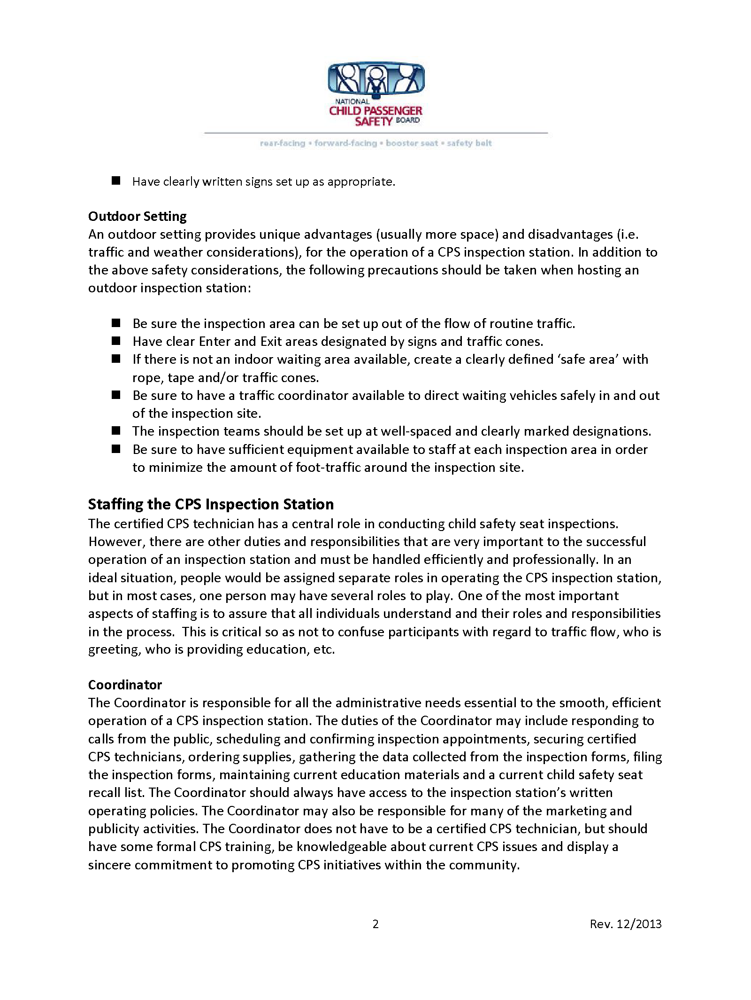 NATIONAL
CHILD PASSENGER
SAFETY BOARD
rear-facing • forward-facing • booster seat • safety belt
■ Have clearly written signs set up as appropriate.
Outdoor Setting
An outdoor setting provides unique advantages (usually more space) and disadvantages (i.e.
traffic and weather considerations), for the operation of a CPS inspection station. In addition to
the above safety considerations, the following precautions should be taken when hosting an
outdoor inspection station:
■ Be sure the inspection area can be set up out of the flow of routine traffic.
■ Have clear Enter and Exit areas designated by signs and traffic cones.
■ If there is not an indoor waiting area available, create a clearly defined ‘safe area’ with
rope, tape and/or traffic cones.
■ Be sure to have a traffic coordinator available to direct waiting vehicles safely in and out
of the inspection site.
■ The inspection teams should be set up at well-spaced and clearly marked designations.
■ Be sure to have sufficient equipment available to staff at each inspection area in order
to minimize the amount of foot-traffic around the inspection site.
Staffing the CPS Inspection Station
The certified CPS technician has a central role in conducting child safety seat inspections.
However, there are other duties and responsibilities that are very important to the successful
operation of an inspection station and must be handled efficiently and professionally. In an
ideal situation, people would be assigned separate roles in operating the CPS inspection station,
but in most cases, one person may have several roles to play. One of the most important
aspects of staffing is to assure that all individuals understand and their roles and responsibilities
in the process.  This is critical so as not to confuse participants with regard to traffic flow, who is
greeting, who is providing education, etc.
Coordinator
The Coordinator is responsible for all the administrative needs essential to the smooth, efficient
operation of a CPS inspection station. The duties of the Coordinator may include responding to
calls from the public, scheduling and confirming inspection appointments, securing certified
CPS technicians, ordering supplies, gathering the data collected from the inspection forms, filing
the inspection forms, maintaining current education materials and a current child safety seat
recall list. The Coordinator should always have access to the inspection station’s written
operating policies. The Coordinator may also be responsible for many of the marketing and
publicity activities. The Coordinator does not have to be a certified CPS technician, but should
have some formal CPS training, be knowledgeable about current CPS issues and display a
sincere commitment to promoting CPS initiatives within the community.
2
Rev. 12/2013